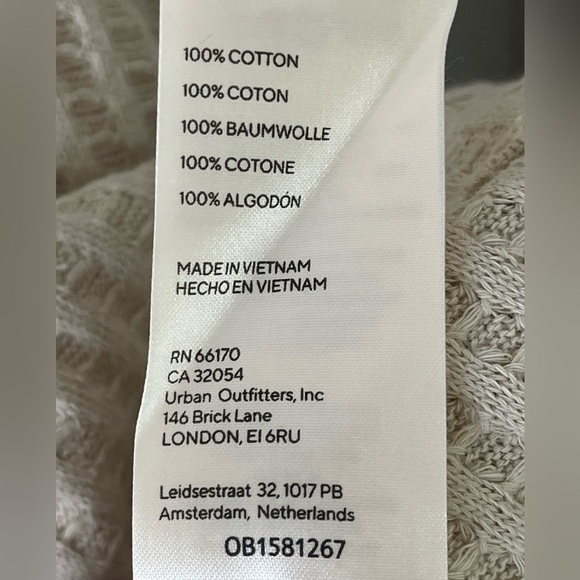 100% COTTON
100% COTON
100% BAUMWOLLE
100% COTONE
100% ALGODÓN
MADE IN VIETNAM
HECHO EN VIETNAM
RN 66170
CA 32054
Urban Outfitters, Inc
146 Brick Lane
LONDON, E1 6RU
Leidsestraat 32, 1017 PB
Amsterdam, Netherlands
OB1581267